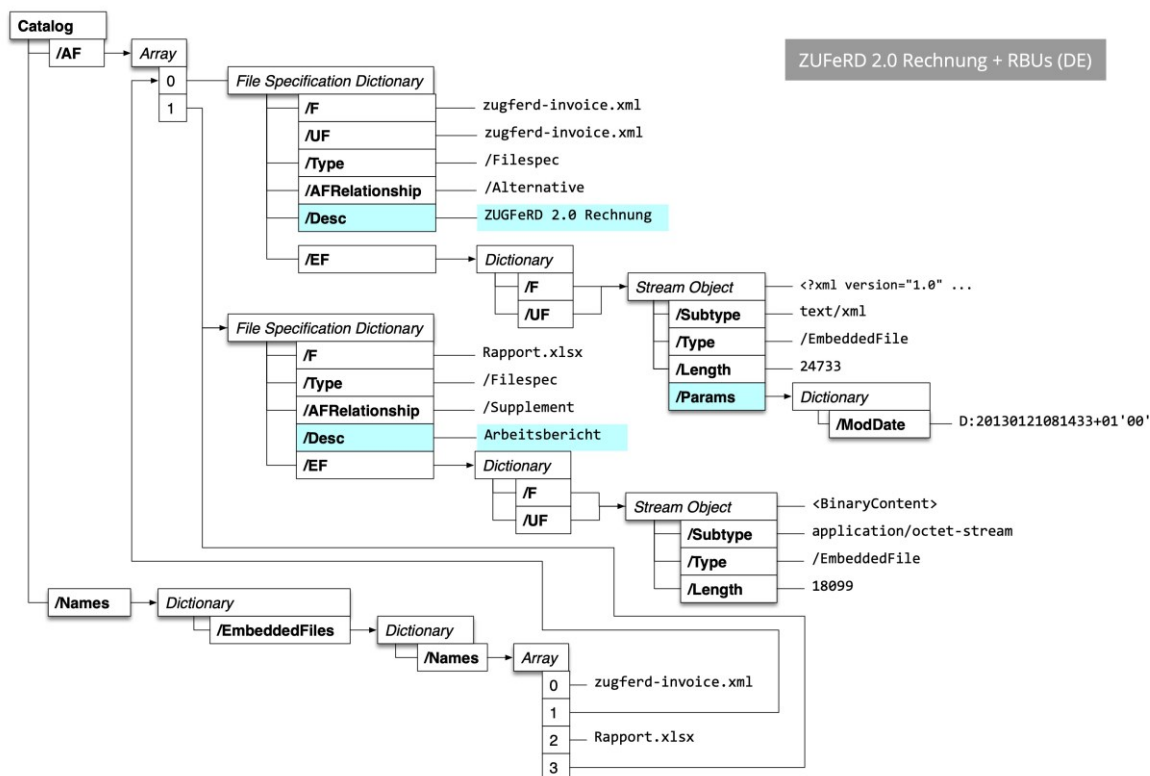 Catalog
/AF
Array
ZUFeRD 2.0 Rechnung + RBUs (DE)
0
File Specification Dictionary
1
/F
zugferd-invoice.xml
/UF
zugferd-invoice.xml
/Type
/Filespec
/AFRelationship
/Alternative
/Desc
ZUGFeRD 2.0 Rechnung
/EF
Dictionary
/F
/UF
Stream Object
<?xml version="1.0" ...
/Subtype
text/xml
/Type
/EmbeddedFile
/Length
24733
/Params
Dictionary
/ModDate
D:20130121081433+01'00'
File Specification Dictionary
/F
Rapport.xlsx
/Type
/Filespec
/AFRelationship
/Supplement
/Desc
Arbeitsbericht
/EF
Dictionary
/F
/UF
Stream Object
<BinaryContent>
/Subtype
application/octet-stream
/Type
/EmbeddedFile
/Length
18099
/Names
Dictionary
/EmbeddedFiles
Dictionary
/Names
Array
0
zugferd-invoice.xml
1
2
Rapport.xlsx
3